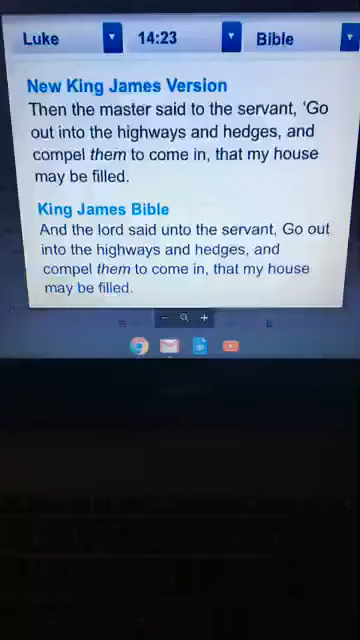 Luke 14:23 Bible
New King James Version
Then the master said to the servant, ‘Go
out into the highways and hedges, and
compel them to come in, that my house
may be filled.
King James Bible
And the lord said unto the servant, Go out
into the highways and hedges, and
compel them to come in, that my house
may be filled.